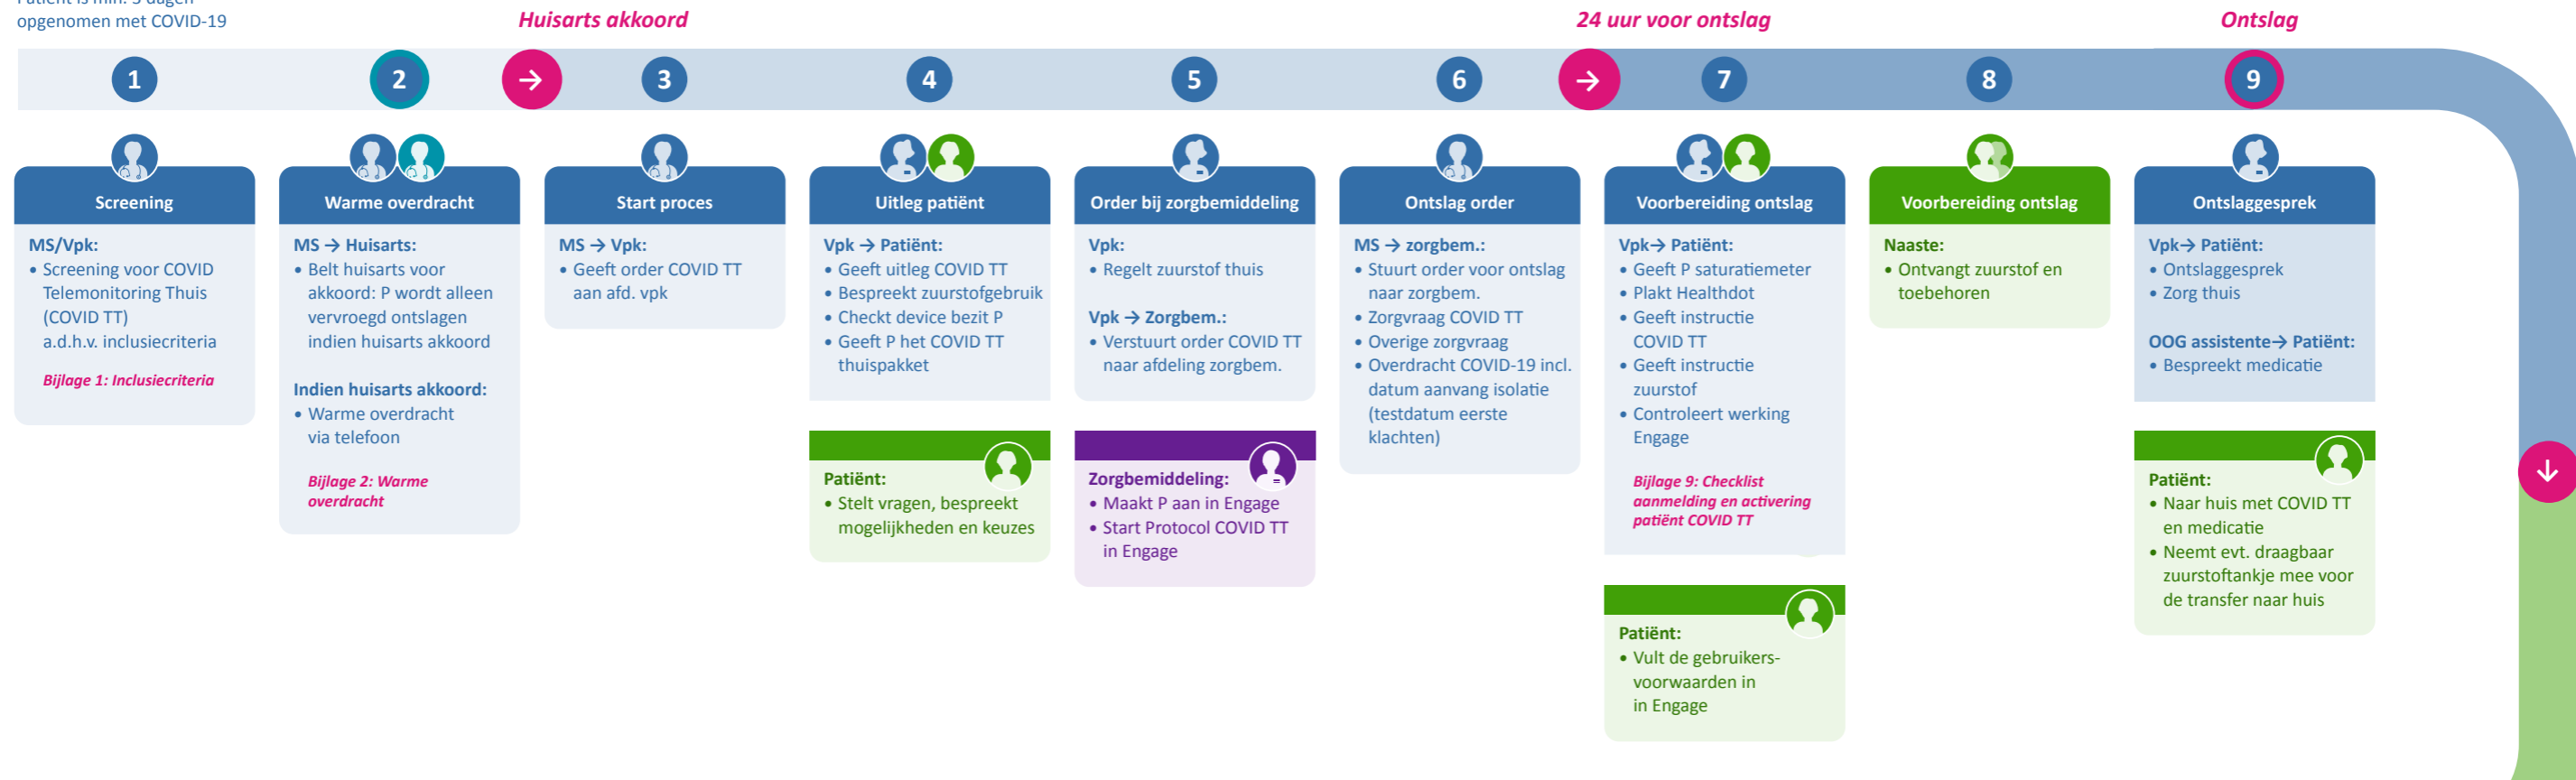 Patiënt is min. 3 dagen
opgenomen met COVID-19
Huisarts akkoord
24 uur voor ontslag
Ontslag
1
2
3
4
5
6
7
8
9
Screening
MS/Vpk:
• Screening voor COVID
Telemonitoring Thuis
(COVID TT)
a.d.h.v. inclusiecriteria
Bijlage 1: Inclusiecriteria
Warme overdracht
MS → Huisarts:
• Belt huisarts voor
akkoord: P wordt alleen
vervroegd ontslagen
indien huisarts akkoord
Indien huisarts akkoord:
• Warme overdracht
via telefoon
Bijlage 2: Warme
overdracht
Start proces
MS → Vpk:
• Geeft order COVID TT
aan afd. vpk
Uitleg patiënt
Vpk → Patiënt:
• Geeft uitleg COVID TT
• Bespreekt zuurstofgebruik
• Checkt device bezit P
• Geeft P het COVID TT
thuispakket
Patiënt:
• Stelt vragen, bespreekt
mogelijkheden en keuzes
Order bij zorgbemiddeling
Vpk:
• Regelt zuurstof thuis
Vpk → Zorgbem.:
• Verstuurt order COVID TT
naar afdeling zorgbem.
Zorgbemiddeling:
• Maakt P aan in Engage
• Start Protocol COVID TT
in Engage
Ontslag order
MS → zorgbem.:
• Stuurt order voor ontslag
naar zorgbem.
• Zorgvraag COVID TT
• Overige zorgvraag
• Overdracht COVID-19 incl.
datum aanvang isolatie
(testdatum eerste
klachten)
Voorbereiding ontslag
Vpk→ Patiënt:
• Geeft P saturatiemeter
• Plakt Healthdot
• Geeft instructie
COVID TT
• Geeft instructie
zuurstof
• Controleert werking
Engage
Bijlage 9: Checklist
aanmelding en activering
patiënt COVID TT
Patiënt:
• Vult de gebruikers-
voorwaarden in
in Engage
Voorbereiding ontslag
Naaste:
• Ontvangt zuurstof en
toebehoren
Ontslaggesprek
Vpk→ Patiënt:
• Ontslaggesprek
• Zorg thuis
OOG assistente→ Patiënt:
• Bespreekt medicatie
Patiënt:
• Naar huis met COVID TT
en medicatie
• Neemt evt. draagbaar
zuurstoftankje mee voor
de transfer naar huis